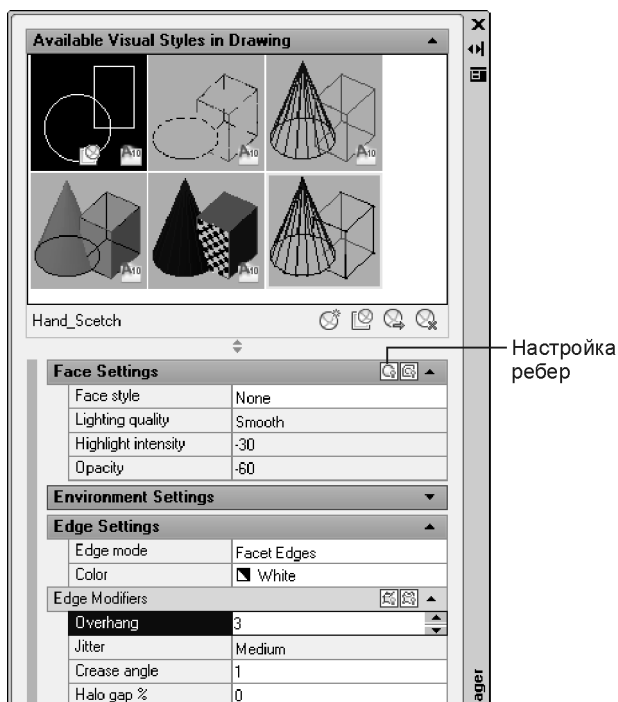 Available Visual Styles in Drawing
Hand_Scetch
Настройка
ребер
Face Settings
Face style None
Lighting quality Smooth
Highlight intensity -30
Opacity -60
Environment Settings
Edge Settings
Edge mode Facet Edges
Color White
Edge Modifiers
Overhang 3
Jitter Medium
Crease angle 1
Halo gap % 0
ager